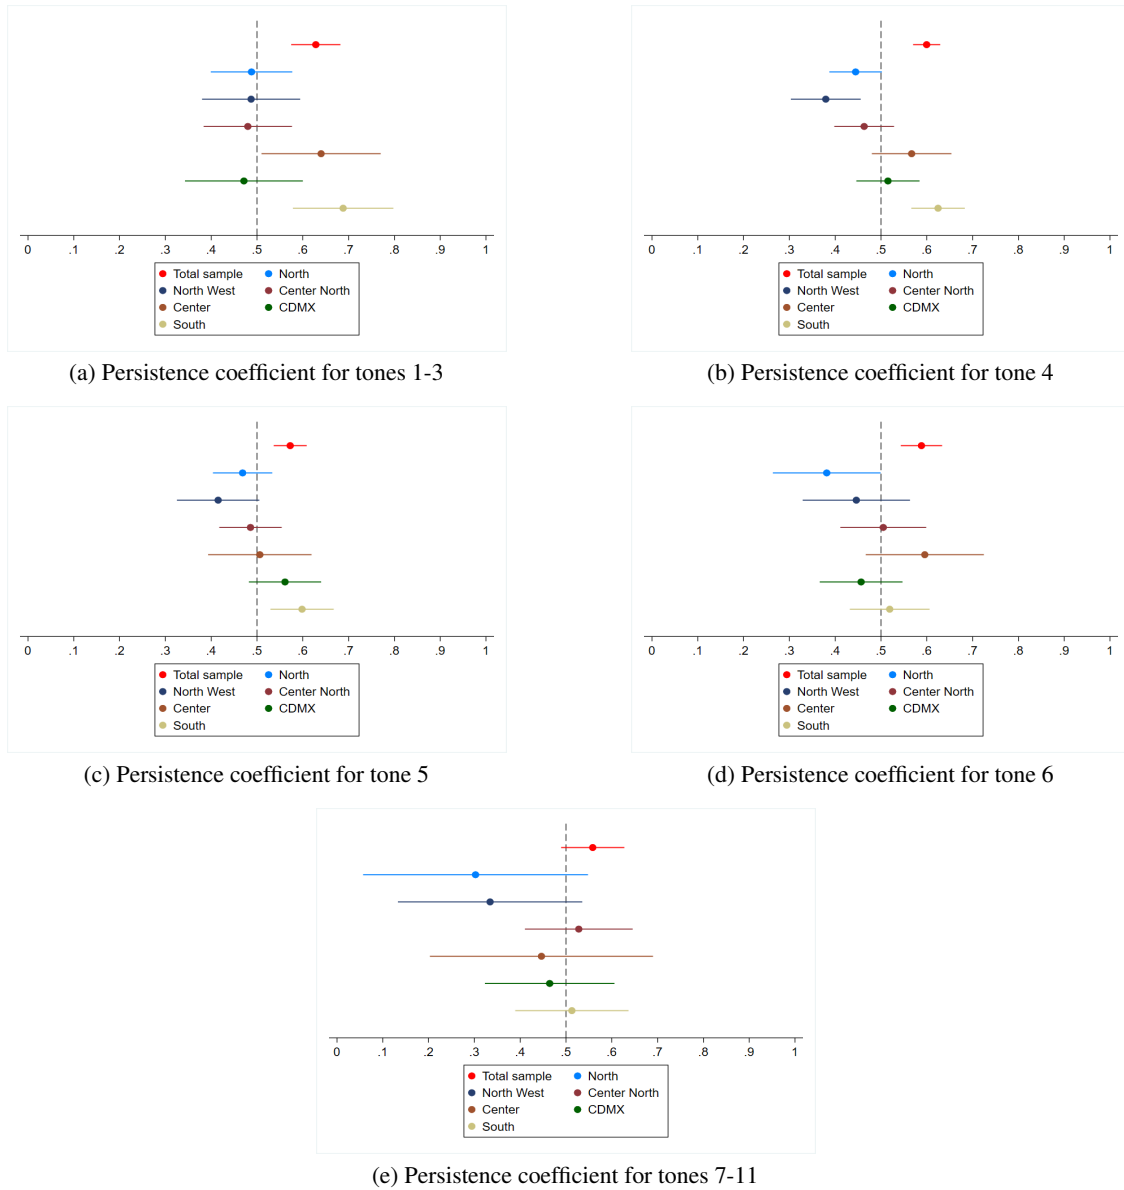 0 .1 .2 .3 .4 .5 .6 .7 .8 .9 1
Total sample North
North West Center North
Center CDMX
South
(a) Persistence coefficient for tones 1-3
0 .1 .2 .3 .4 .5 .6 .7 .8 .9 1
Total sample North
North West Center North
Center CDMX
South
(b) Persistence coefficient for tone 4
0 .1 .2 .3 .4 .5 .6 .7 .8 .9 1
Total sample North
North West Center North
Center CDMX
South
(c) Persistence coefficient for tone 5
0 .1 .2 .3 .4 .5 .6 .7 .8 .9 1
Total sample North
North West Center North
Center CDMX
South
(d) Persistence coefficient for tone 6
0 .1 .2 .3 .4 .5 .6 .7 .8 .9 1
Total sample North
North West Center North
Center CDMX
South
(e) Persistence coefficient for tones 7-11